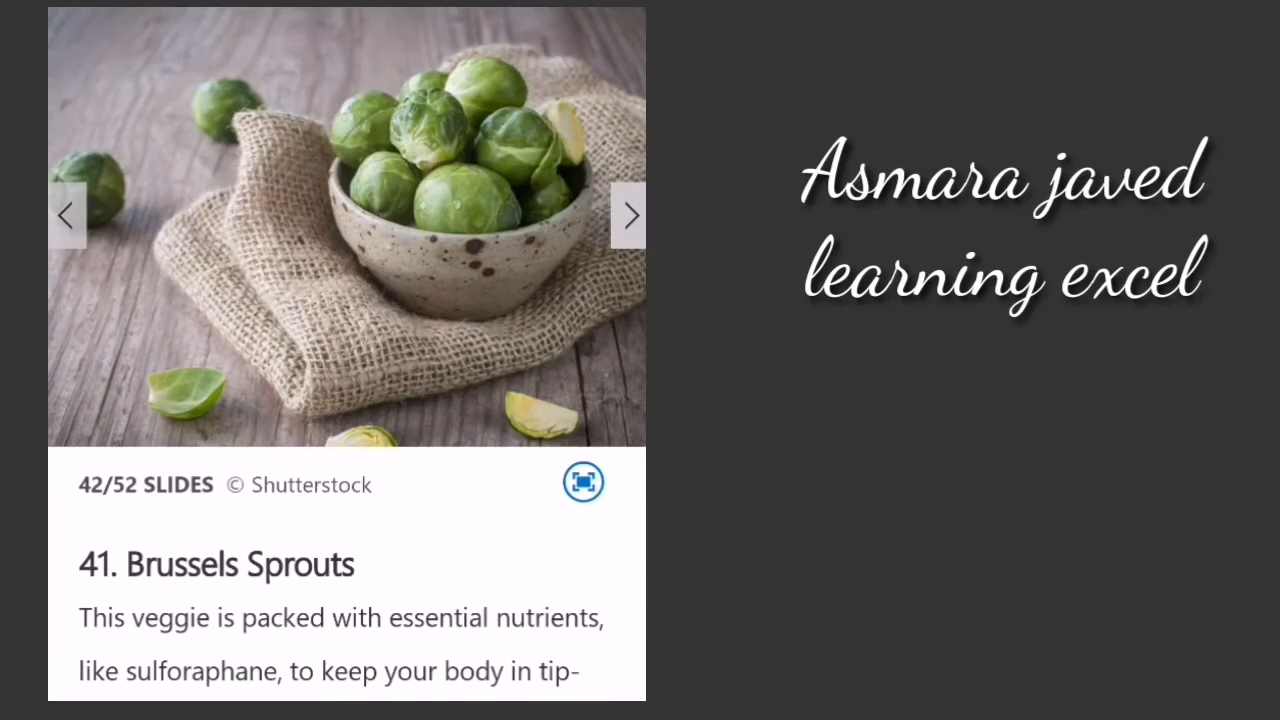 42/52 SLIDES © Shutterstock
41. Brussels Sprouts
This veggie is packed with essential nutrients,
like sulforaphane, to keep your body in tip-
Asmara javed
learning excel